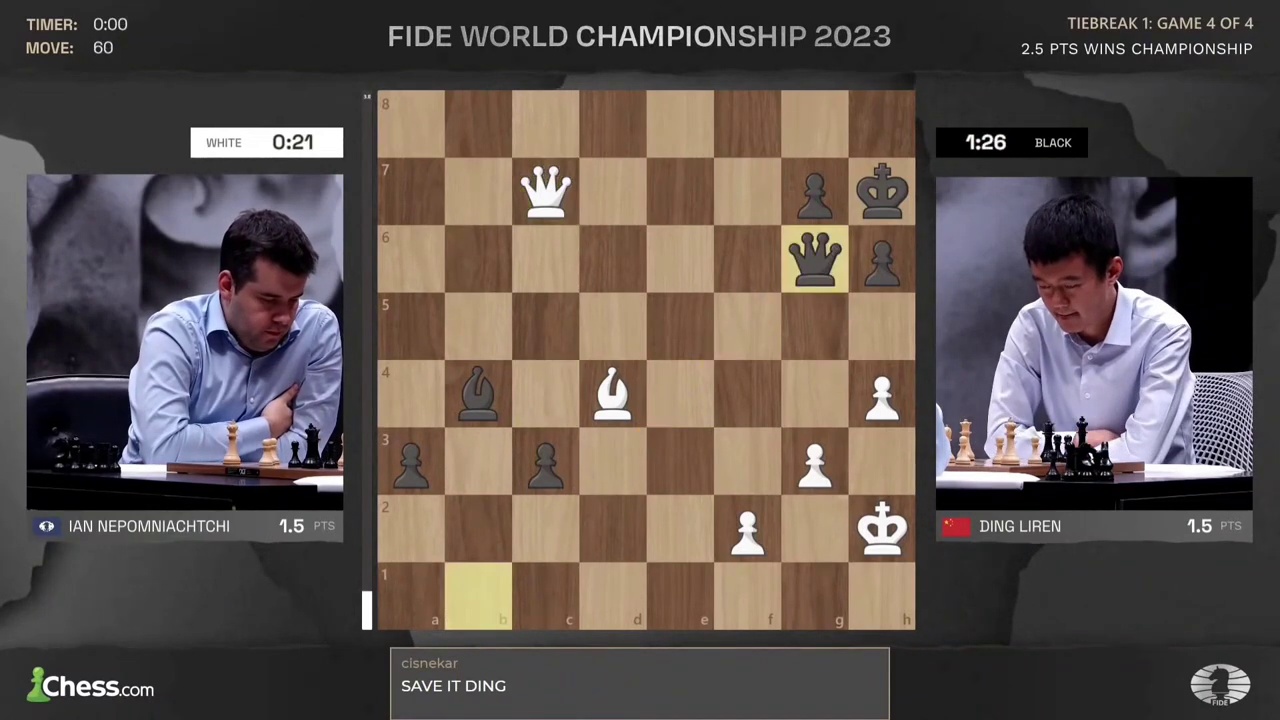 TIMER: 0:00
MOVE: 60
FIDE WORLD CHAMPIONSHIP 2023
TIEBREAK 1: GAME 4 OF 4
2.5 PTS WINS CHAMPIONSHIP
WHITE 0:21
1:26 BLACK
8
7
6
5
4
3
2
1
a b c d e f g h
IAN NEPOMNIACHTCHI 1.5 PTS
DING LIREN 1.5 PTS
cisnekar
SAVE IT DING
Chess.com
FIDE